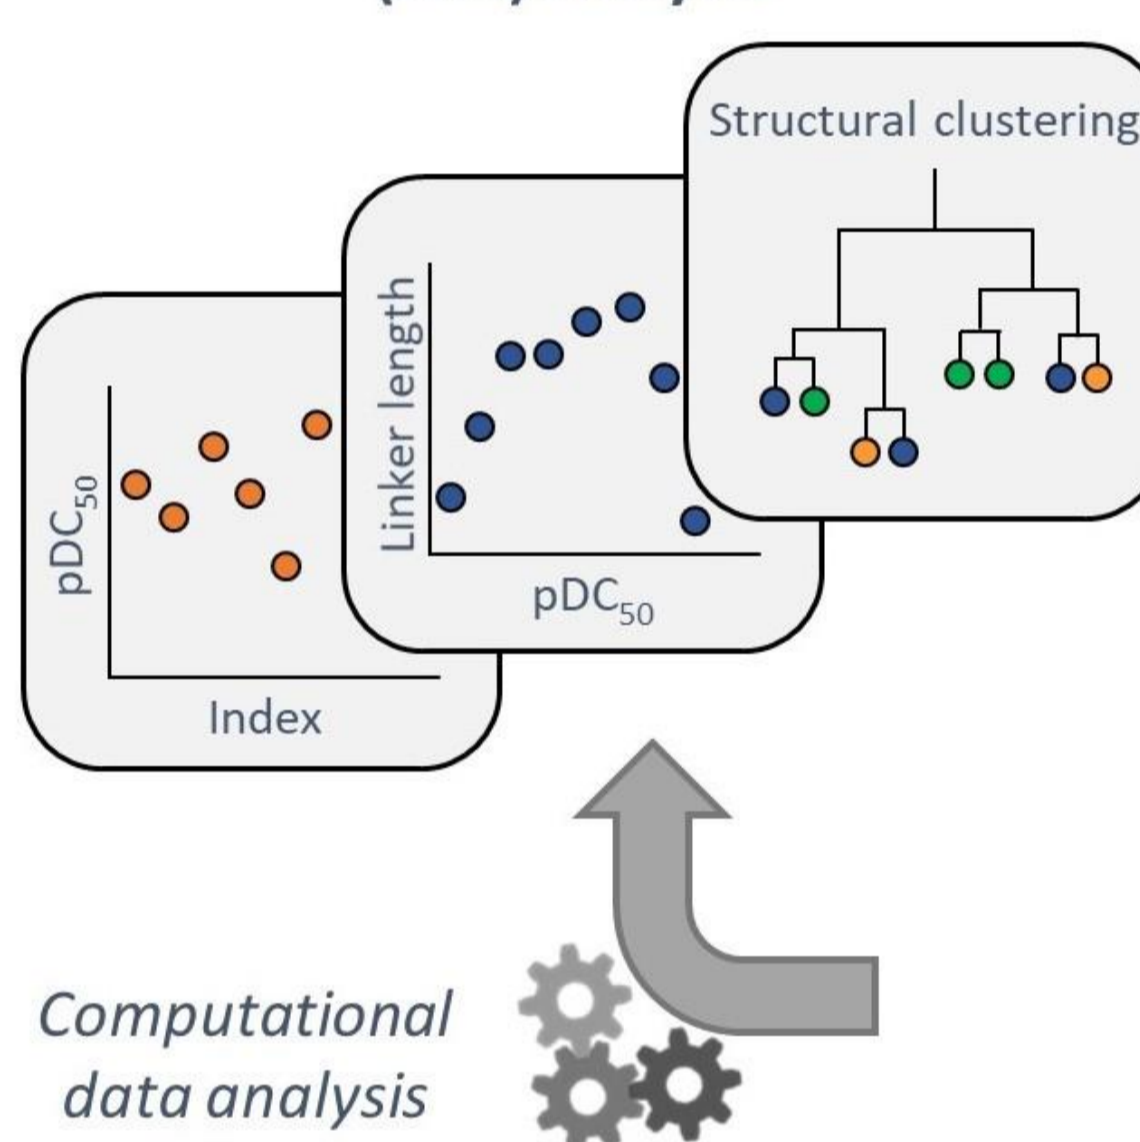 Structural clustering
Linker length
pDC50
pDC50
Index
Computational
data analysis